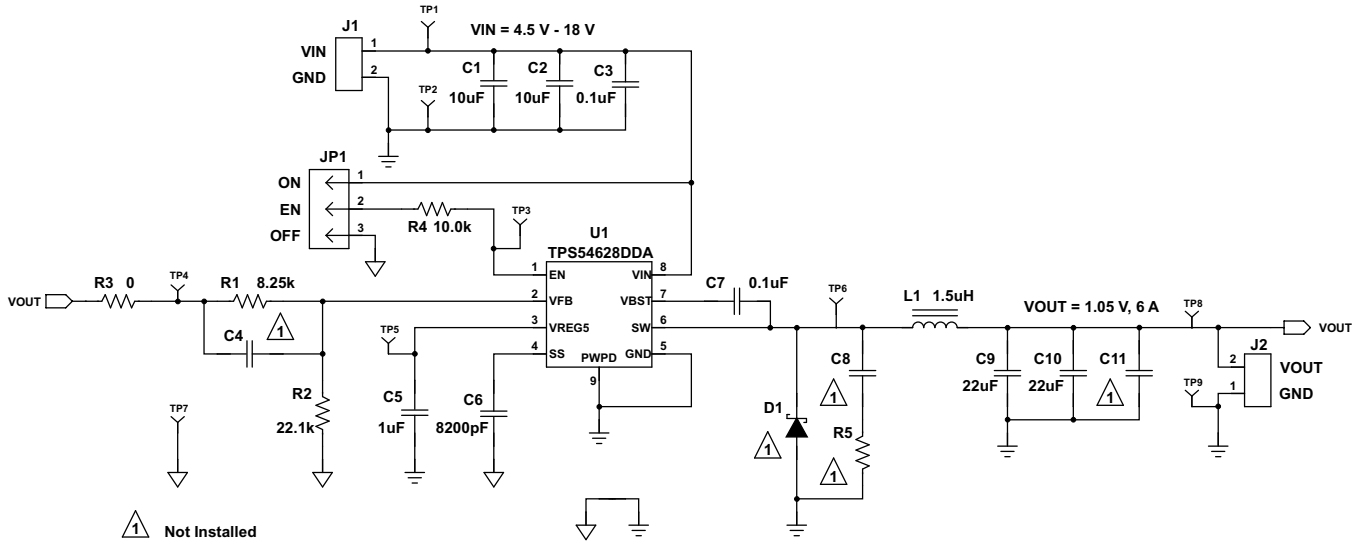 TP1
J1
VIN = 4.5 V - 18 V
VIN
1
GND
2
C1
10uF
C2
10uF
C3
0.1uF
TP2
JP1
ON
1
EN
2
OFF
3
R4 10.0k
TP3
U1
TPS54628DDA
1
EN
VIN
8
2
VFB
VBST
7
3
VREG5
SW
6
4
SS
GND
5
PWPD
9
VOUT
R3 0
TP4
R1 8.25k
1
C4
R2
22.1k
TP7
TP5
C5
1uF
C6
8200pF
C7
0.1uF
TP6
L1 1.5uH
VOUT = 1.05 V, 6 A
TP8
VOUT
C8
1
D1
1
R5
1
C9
22uF
C10
22uF
C11
1
J2
2
VOUT
1
GND
TP9
1 Not Installed